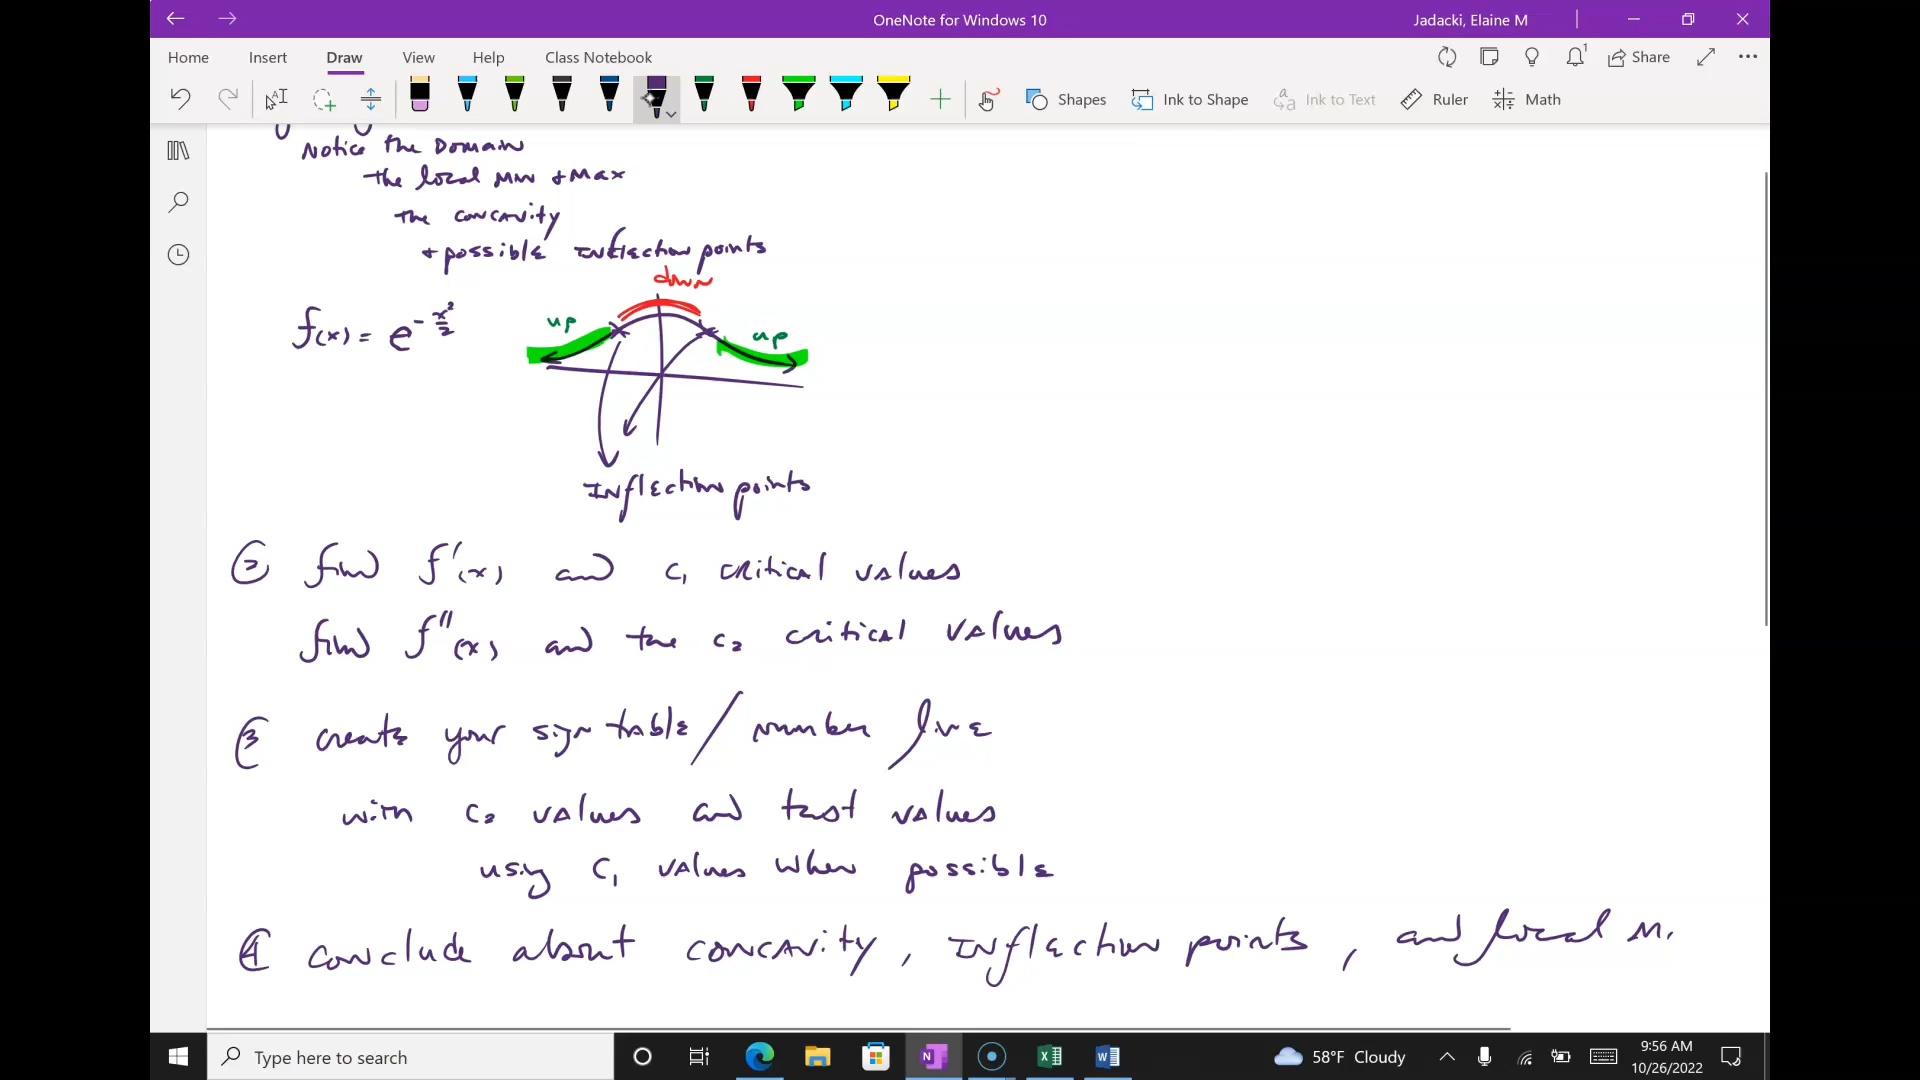 OneNote for Windows 10
Jadacki, Elaine M
Home Insert Draw View Help Class Notebook
1 Share
Shapes Ink to Shape Ink to Text Ruler Math
Notice the Domain
the local min + max
the concavity
+ possible inflection points
down
f(x) = e^{-x²/2}
up
up
Inflection points
② find f'(x) and c₁ critical values
find f''(x) and the c₂ critical values
③ create your sign table / number line
with c₂ values and test values
using c₁ values when possible
④ conclude about concavity, inflection points, and local m
Type here to search
N
58°F Cloudy
9:56 AM
10/26/2022